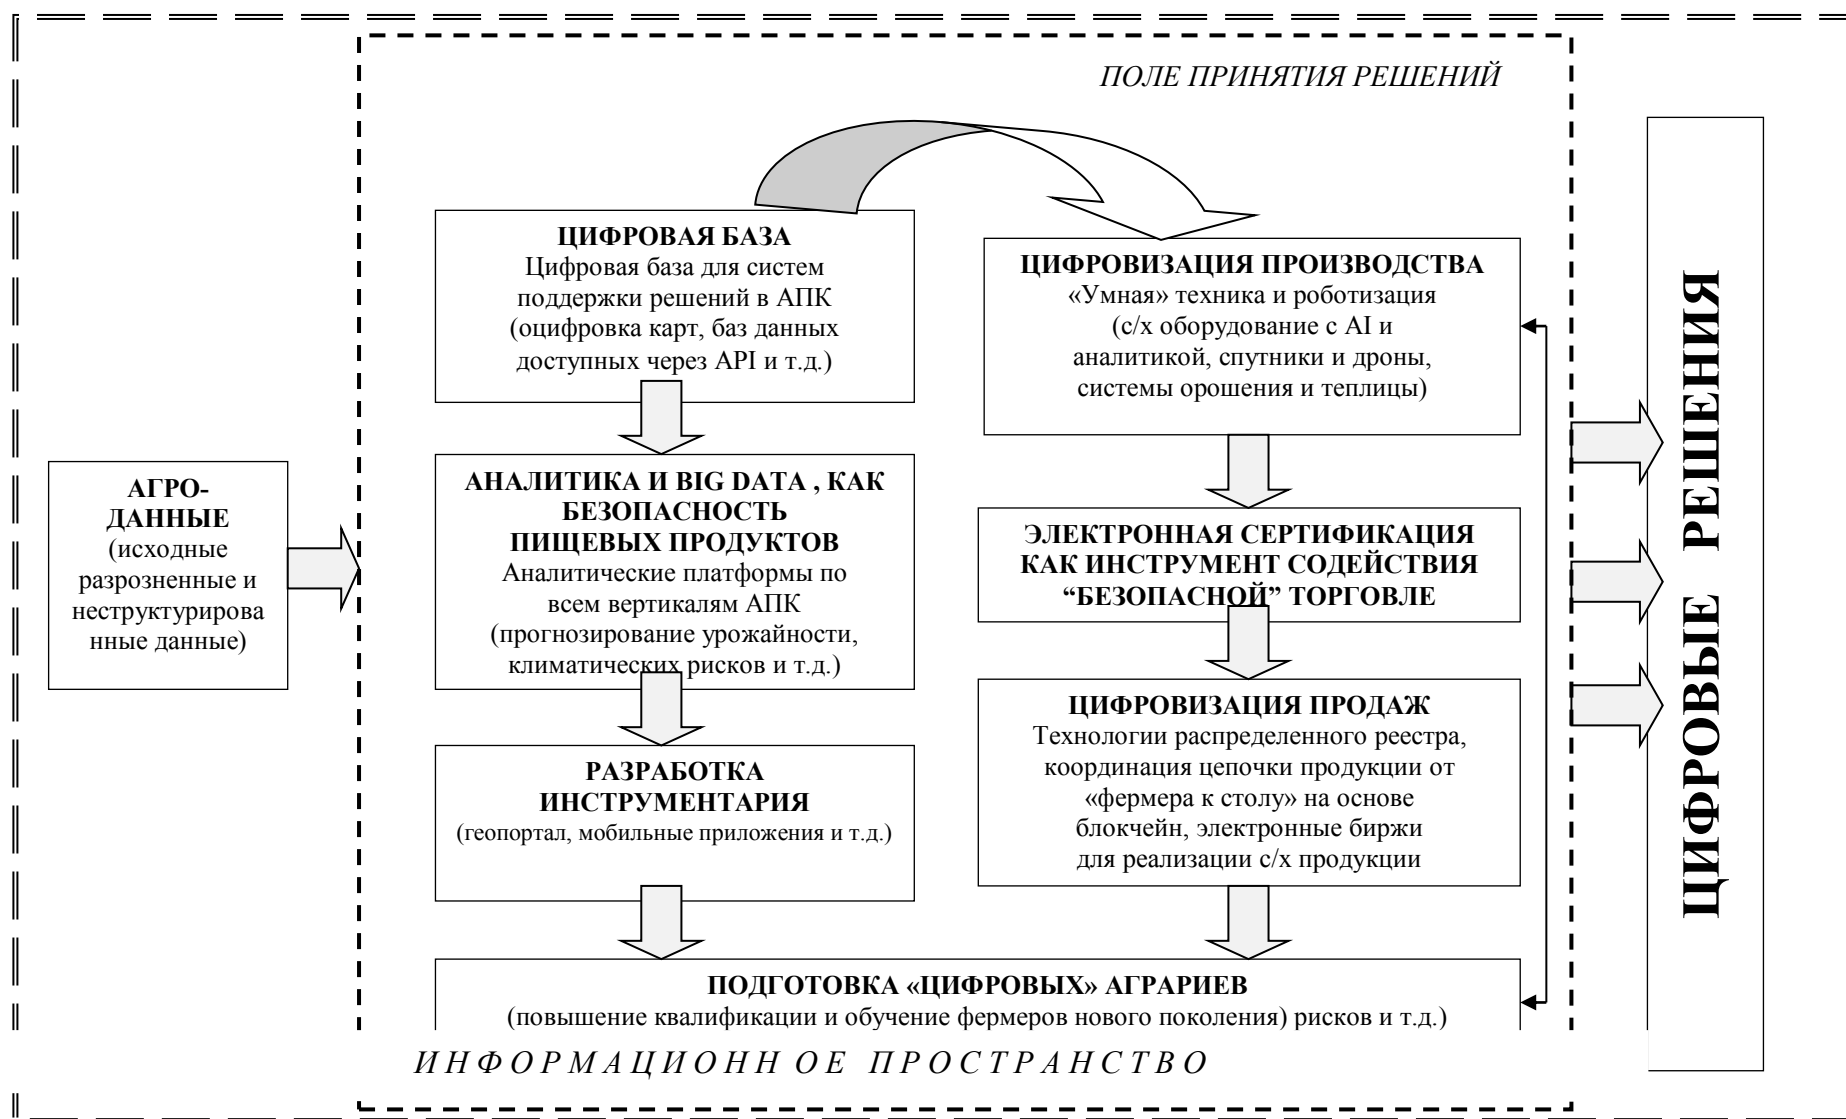 ПОЛЕ ПРИНЯТИЯ РЕШЕНИЙ
АГРО-
ДАННЫЕ
(исходные
разрозненные и
неструктурирова
нные данные)
ЦИФРОВАЯ БАЗА
Цифровая база для систем
поддержки решений в АПК
(оцифровка карт, баз данных
доступных через API и т.д.)
АНАЛИТИКА И BIG DATA , КАК
БЕЗОПАСНОСТЬ
ПИЩЕВЫХ ПРОДУКТОВ
Аналитические платформы по
всем вертикалям АПК
(прогнозирование урожайности,
климатических рисков и т.д.)
РАЗРАБОТКА
ИНСТРУМЕНТАРИЯ
(геопортал, мобильные приложения и т.д.)
ЦИФРОВИЗАЦИЯ ПРОИЗВОДСТВА
«Умная» техника и роботизация
(с/х оборудование с AI и
аналитикой, спутники и дроны,
системы орошения и теплицы)
ЭЛЕКТРОННАЯ СЕРТИФИКАЦИЯ
КАК ИНСТРУМЕНТ СОДЕЙСТВИЯ
“БЕЗОПАСНОЙ” ТОРГОВЛЕ
ЦИФРОВИЗАЦИЯ ПРОДАЖ
Технологии распределенного реестра,
координация цепочки продукции от
«фермера к столу» на основе
блокчейн, электронные биржи
для реализации с/х продукции
ПОДГОТОВКА «ЦИФРОВЫХ» АГРАРИЕВ
(повышение квалификации и обучение фермеров нового поколения) рисков и т.д.)
ИНФОРМАЦИОНН ОЕ ПРОСТРАНСТВО
ЦИФРОВЫЕ РЕШЕНИЯ